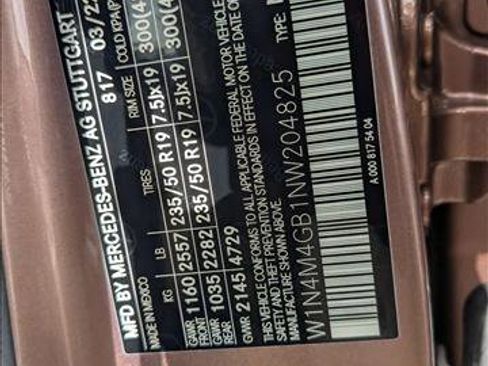 MFD BY MERCEDES-BENZ AG STUTTGART
MADE IN MEXICO 817 03/22
KG LB TIRES RIM SIZE COLD KPA/(P
GAWR FRONT 1160 2557 235/50 R19 7.5Jx19 300(4
GAWR REAR 1035 2282 235/50 R19 7.5Jx19 300(4
GVWR 2145 4729
THIS VEHICLE CONFORMS TO ALL APPLICABLE FEDERAL MOTOR VEHICLE
SAFETY AND THEFT PREVENTION STANDARDS IN EFFECT ON THE DATE OF
MANUFACTURE SHOWN ABOVE.
W1N4M4GB1NW204825
A 000 817 54 04